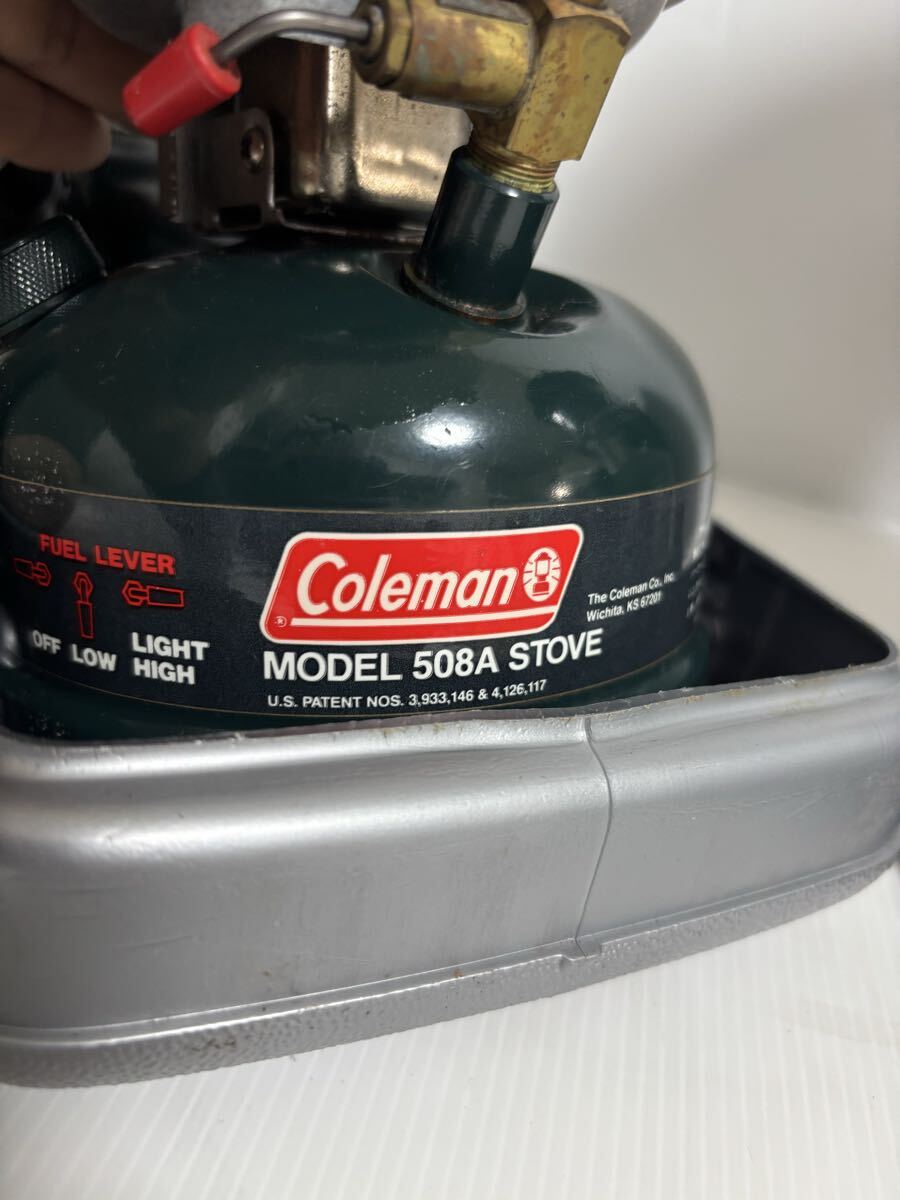 FUEL LEVER
OFF LOW LIGHT
HIGH
Coleman
®
MODEL 508A STOVE
U.S. PATENT NOS. 3,933,146 & 4,126,117
The Coleman Co., Inc.
Wichita, KS 67201